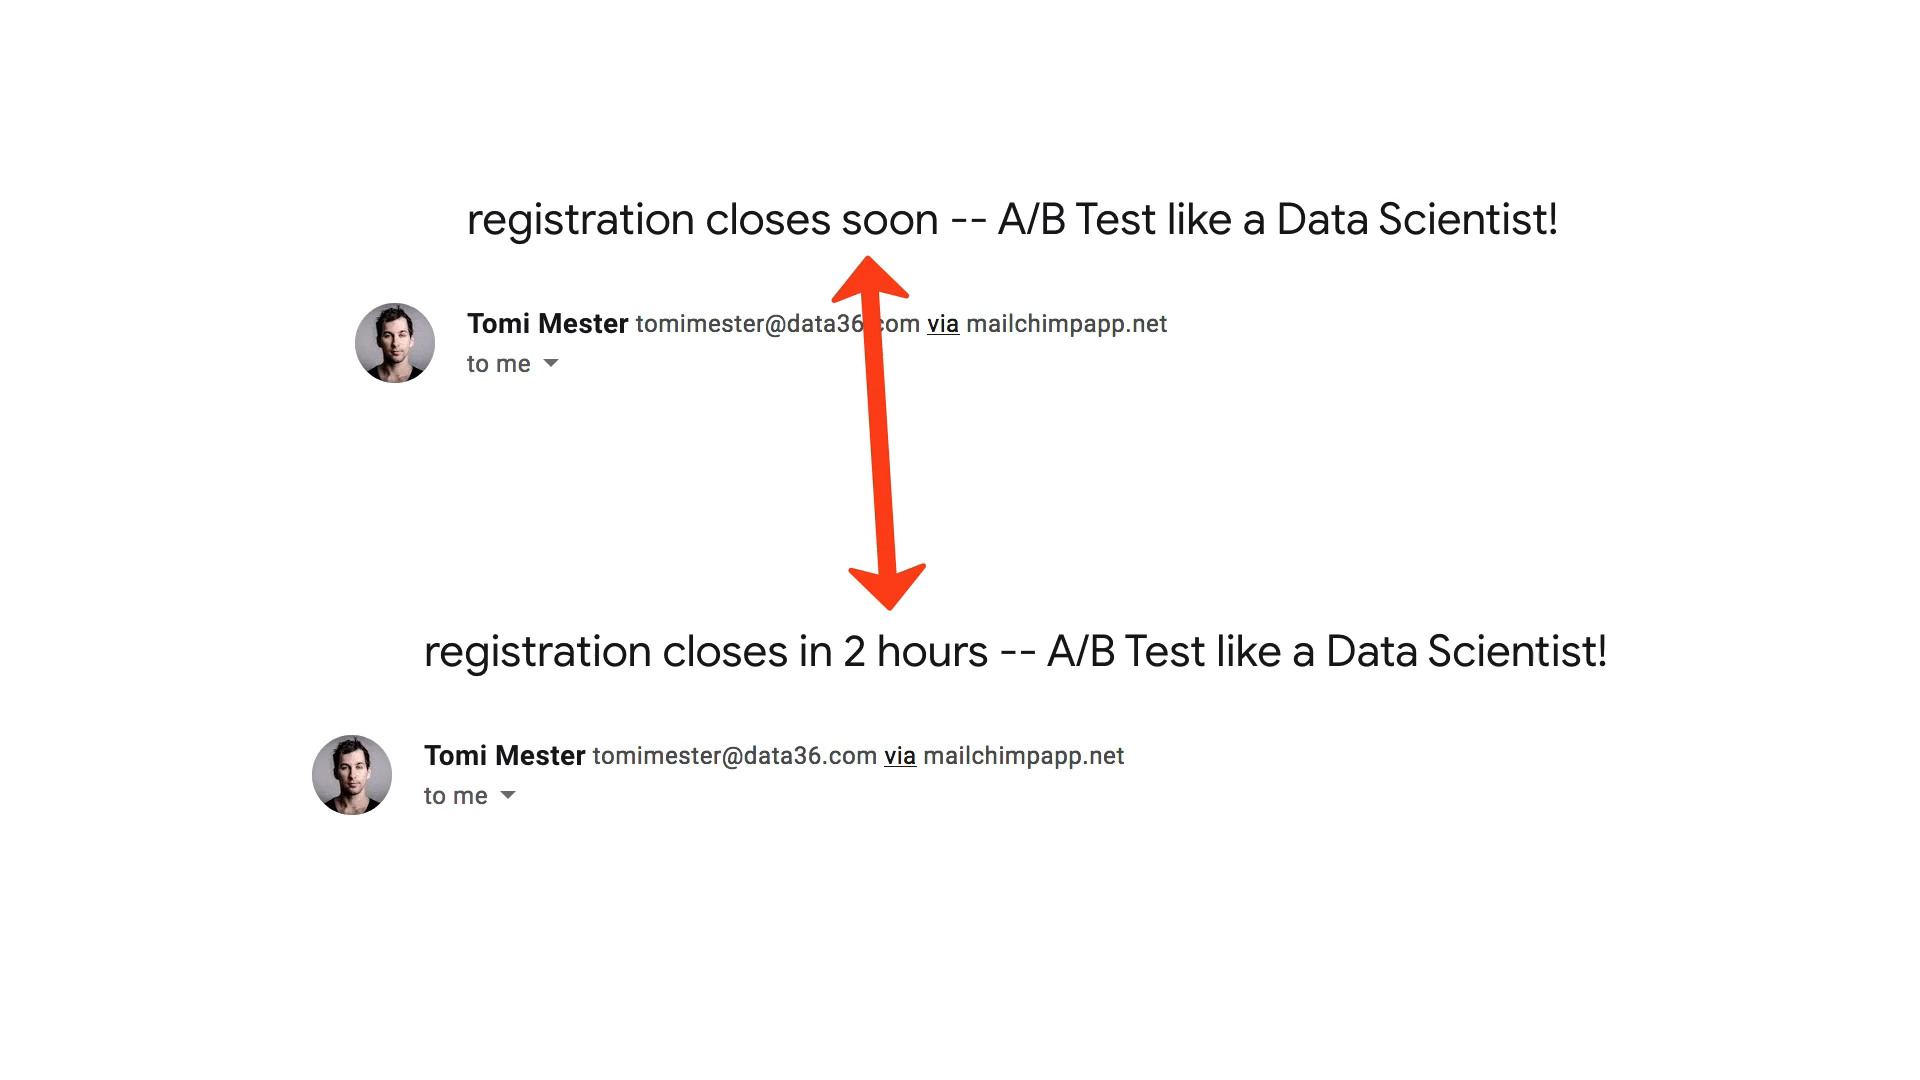 registration closes soon -- A/B Test like a Data Scientist!
Tomi Mester tomimester@data36.com via mailchimpapp.net
to me
registration closes in 2 hours -- A/B Test like a Data Scientist!
Tomi Mester tomimester@data36.com via mailchimpapp.net
to me